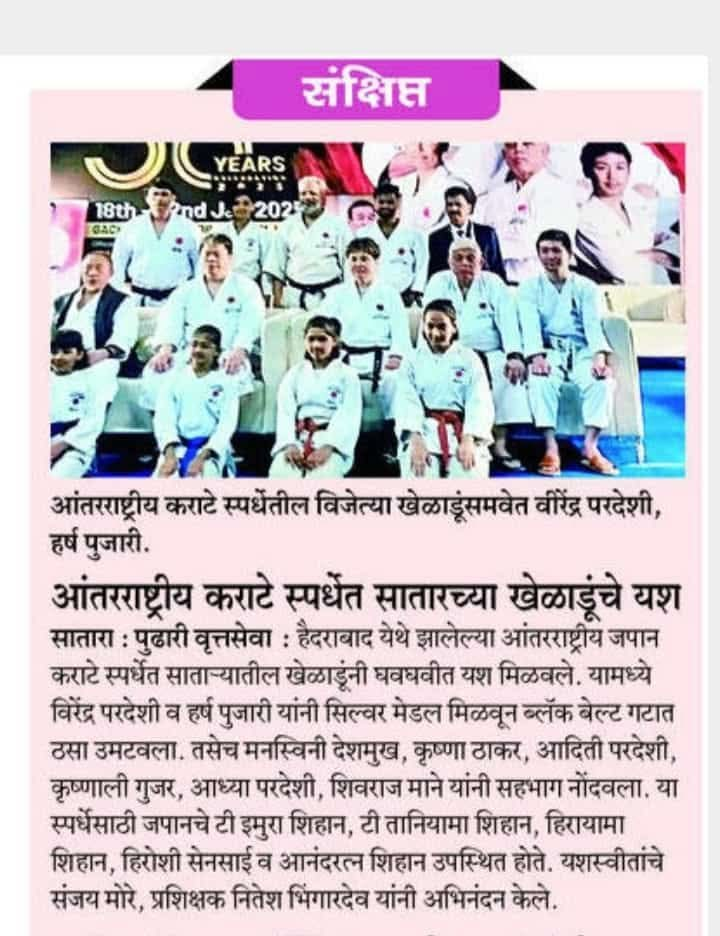 संक्षिप्त
YEARS
18th
nd
202
आंतरराष्ट्रीय कराटे स्पर्धेतील विजेत्या खेळाडूंसमवेत वीरेंद्र परदेशी,
हर्ष पुजारी.
आंतरराष्ट्रीय कराटे स्पर्धेत सातारच्या खेळाडूंचे यश
सातारा : पुढारी वृत्तसेवा : हैदराबाद येथे झालेल्या आंतरराष्ट्रीय जपान
कराटे स्पर्धेत साताऱ्यातील खेळाडूंनी घवघवीत यश मिळवले. यामध्ये
विरेंद्र परदेशी व हर्ष पुजारी यांनी सिल्वर मेडल मिळवून ब्लॅक बेल्ट गटात
ठसा उमटवला. तसेच मनस्विनी देशमुख, कृष्णा ठाकर, आदिती परदेशी,
कृष्णाली गुजर, आध्या परदेशी, शिवराज माने यांनी सहभाग नोंदवला. या
स्पर्धेसाठी जपानचे टी इमुरा शिहान, टी तानियामा शिहान, हिरायामा
शिहान, हिरोशी सेनसाई व आनंदरत्न शिहान उपस्थित होते. यशस्वीतांचे
संजय मोरे, प्रशिक्षक नितेश भिंगारदेव यांनी अभिनंदन केले.